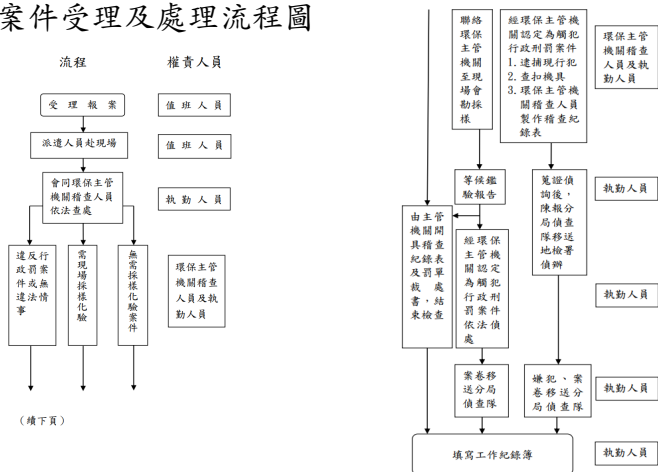 案件受理及處理流程圖
流程
權責人員
受理報案
值班人員
派遣人員赴現場
值班人員
會同環保主管
機關稽查人員
依法查處
執勤人員
違反行
政罰案
件或無
違法情
事
需現場採樣化驗
無需採樣化驗案件
環保主管
機關稽查
人員及執
勤人員
(續下頁)
聯絡
環保
主管
機關
至現
場會
勘採
樣
經環保主管機
關認定為觸犯
行政刑罰案件
1. 逮捕現行犯
2. 查扣機具
3. 環保主管機
關稽查人員
製作稽查紀
錄表
環保主管
機關稽查
人員及執
勤人員
等候鑑
驗報告
蒐證偵
詢後，
陳報分
局偵查
隊移送
地檢署
偵辦
執勤人員
由主管
機關開
具稽查
紀錄表
及罰單
裁處
書，結
束檢查
經環保
主管機
關認定
為觸犯
行政刑
罰案件
依法偵
處
執勤人員
案卷移
送分局
偵查隊
嫌犯、案
卷移送分
局偵查隊
執勤人員
填寫工作紀錄簿
執勤人員